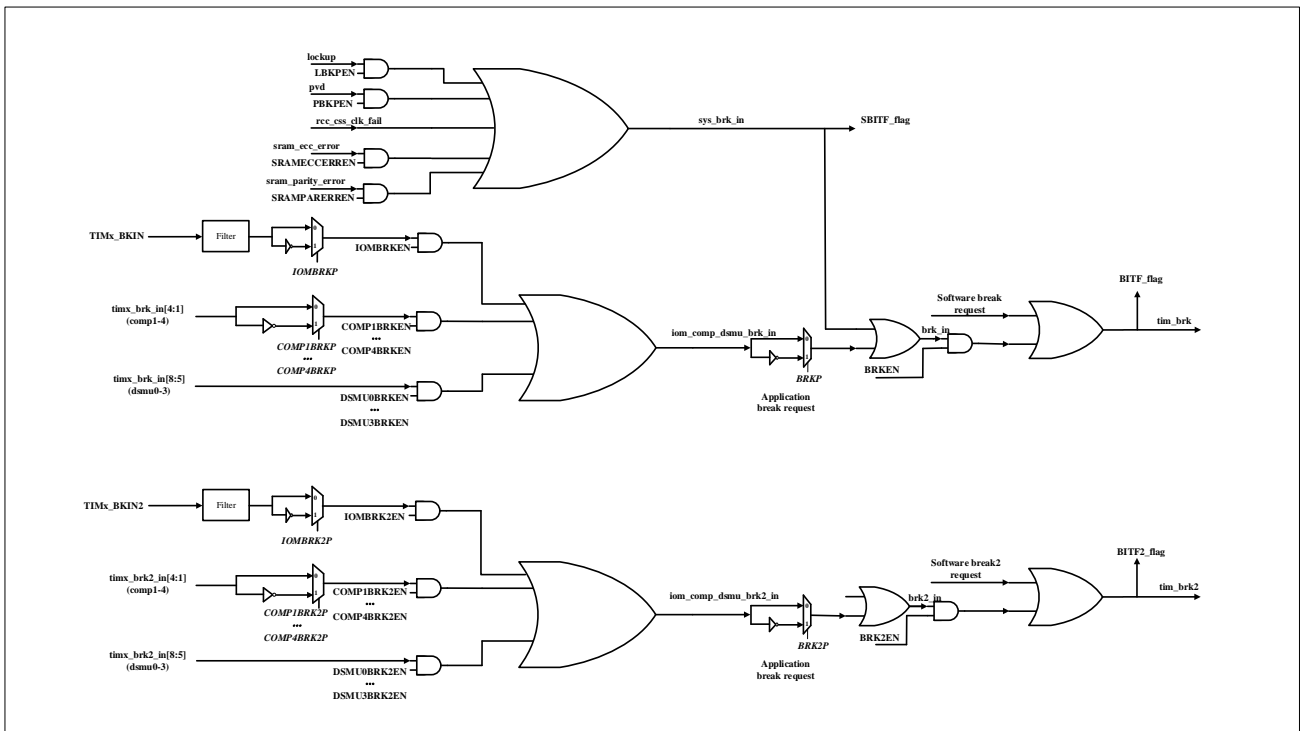 lockup
LBKPEN
pvd
PBKPEN
rcc_css_clk_fail
sram_ecc_error
SRAMECCERREN
sram_parity_error
SRAMPARERREN
sys_brk_in
SBITF_flag
TIMx_BKIN
Filter
0
1
IOMBRKP
IOMBRKEN
timx_brk_in[4:1]
(comp1-4)
0
1
COMP1BRKP
...
COMP4BRKP
COMP1BRKEN
...
COMP4BRKEN
timx_brk_in[8:5]
(dsmu0-3)
DSMU0BRKEN
...
DSMU3BRKEN
iom_comp_dsmu_brk_in
0
1
BRKP
Application
break request
brk_in
BRKEN
Software break
request
BITF_flag
tim_brk
TIMx_BKIN2
Filter
0
1
IOMBRK2P
IOMBRK2EN
timx_brk2_in[4:1]
(comp1-4)
0
1
COMP1BRK2P
...
COMP4BRK2P
COMP1BRK2EN
...
COMP4BRK2EN
timx_brk2_in[8:5]
(dsmu0-3)
DSMU0BRK2EN
...
DSMU3BRK2EN
iom_comp_dsmu_brk2_in
0
1
BRK2P
Application
break request
brk2_in
BRK2EN
Software break2
request
BITF2_flag
tim_brk2